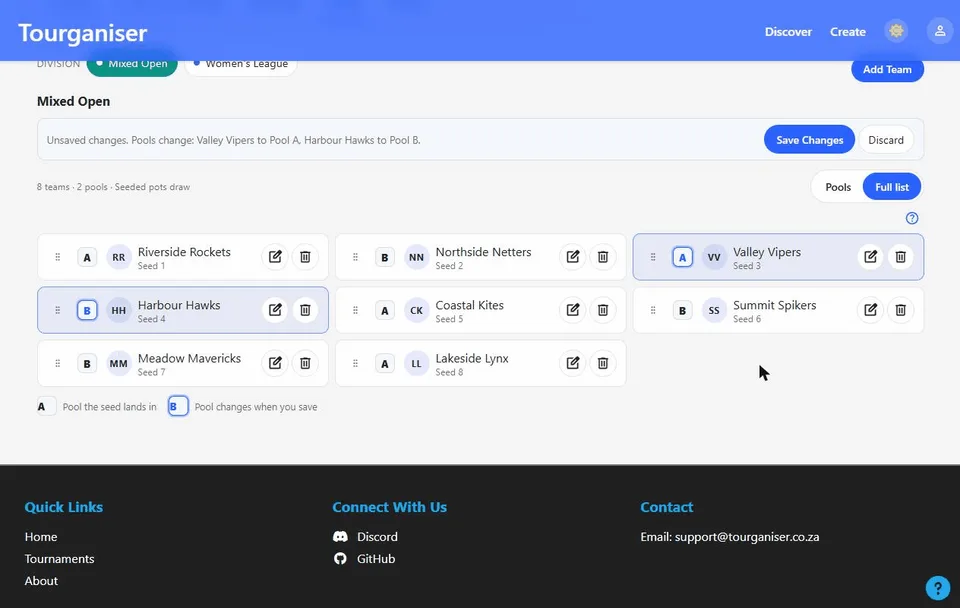 Tourganiser
Discover
Create
DIVISION
Mixed Open
Women's League
Add Team
Mixed Open
Unsaved changes. Pools change: Valley Vipers to Pool A, Harbour Hawks to Pool B.
Save Changes
Discard
8 teams · 2 pools · Seeded pots draw
Pools
Full list
?
A
RR
Riverside Rockets
Seed 1
B
NN
Northside Netters
Seed 2
A
VV
Valley Vipers
Seed 3
B
HH
Harbour Hawks
Seed 4
A
CK
Coastal Kites
Seed 5
B
SS
Summit Spikers
Seed 6
B
MM
Meadow Mavericks
Seed 7
A
LL
Lakeside Lynx
Seed 8
A
Pool the seed lands in
B
Pool changes when you save
Quick Links
Home
Tournaments
About
Connect With Us
Discord
GitHub
Contact
Email: support@tourganiser.co.za
?